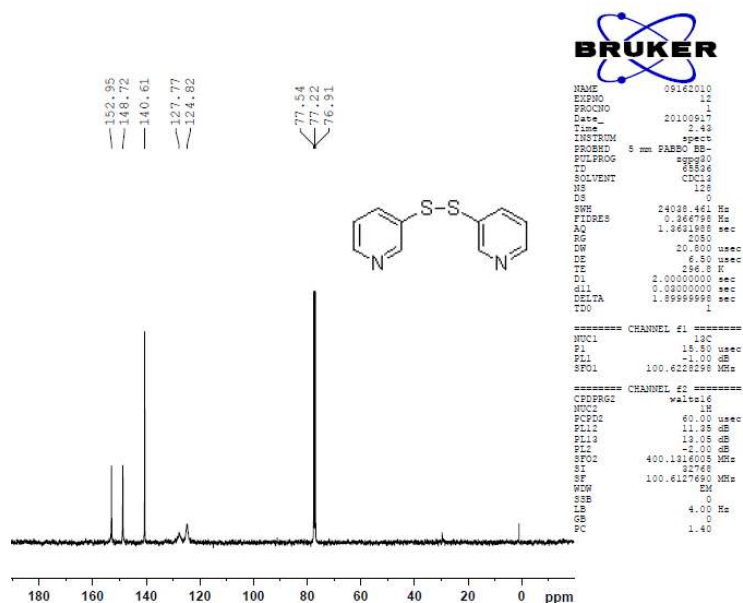 BRUKER
NAME 09162010
EXPNO 12
PROCNO 1
Date_ 20100917
Time 2.43
INSTRUM spect
PROBHD 5 mm PABBO BB-
PULPROG zgpg30
TD 65536
SOLVENT CDCl3
NS 128
DS 0
SWH 24038.461 Hz
FIDRES 0.366798 Hz
AQ 1.3631988 sec
RG 2050
DW 20.800 usec
DE 6.50 usec
TE 296.8 K
D1 2.00000000 sec
d11 0.03000000 sec
DELTA 1.89999998 sec
TD0 1
======== CHANNEL f1 ========
NUC1 13C
P1 15.50 usec
PL1 -1.00 dB
SFO1 100.6228298 MHz
======== CHANNEL f2 ========
CPDPRG2 waltz16
NUC2 1H
PCPD2 60.00 usec
PL12 11.35 dB
PL13 13.05 dB
PL2 -2.00 dB
SFO2 400.1316005 MHz
SI 32768
SF 100.6127690 MHz
WDW EM
SSB 0
LB 4.00 Hz
GB 0
PC 1.40
152.95
148.72
140.61
127.77
124.82
77.54
77.22
76.91
S-S
N N
180 160 140 120 100 80 60 40 20 0 ppm